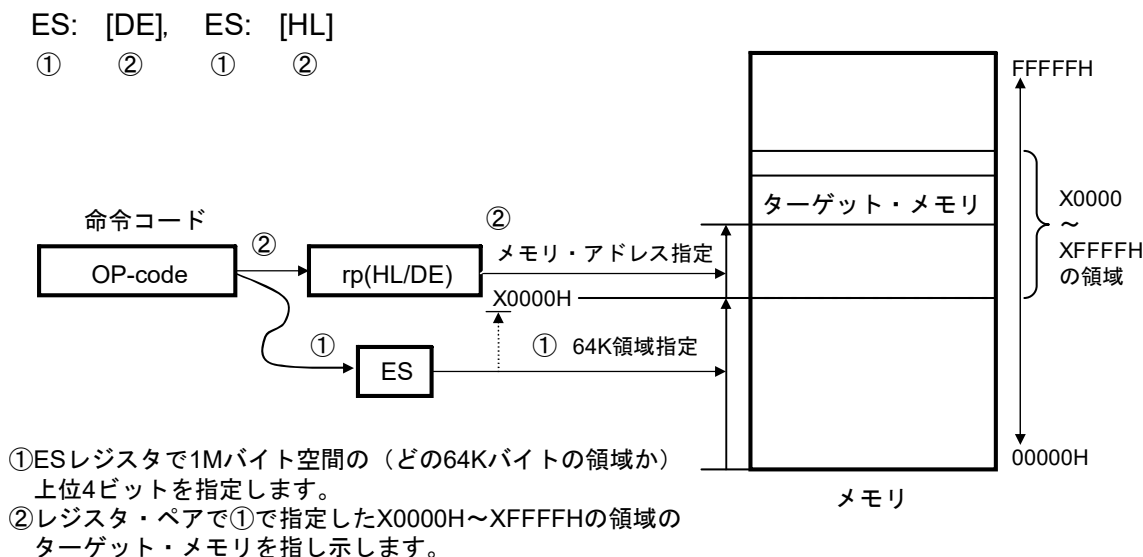 ES: [DE], ES: [HL]
① ② ① ②
FFFFFH
ターゲット・メモリ
X0000
～
XFFFFH
の領域
命令コード
②
②
OP-code
rp(HL/DE)
メモリ・アドレス指定
X0000H
①
① 64K領域指定
ES
00000H
メモリ
①ESレジスタで1Mバイト空間の（どの64Kバイトの領域か）
上位4ビットを指定します。
②レジスタ・ペアで①で指定したX0000H～XFFFFHの領域の
ターゲット・メモリを指し示します。